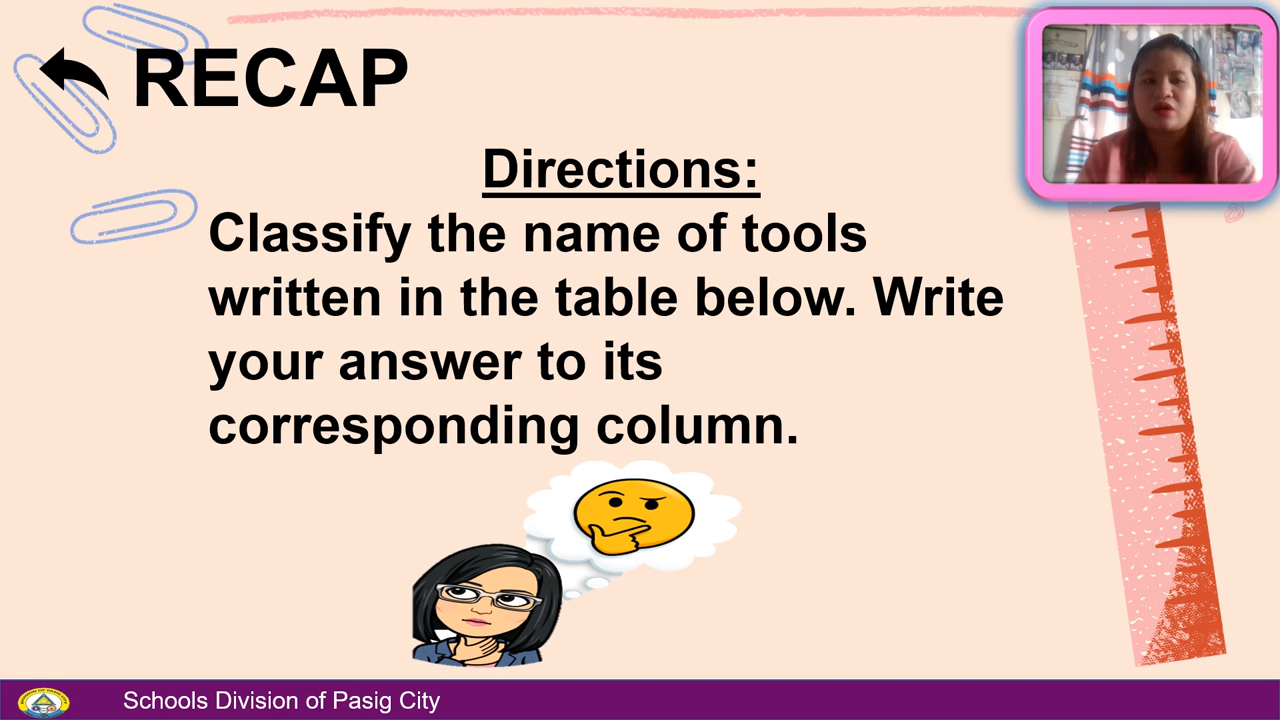 RECAP
Directions:
Classify the name of tools
written in the table below. Write
your answer to its
corresponding column.
Schools Division of Pasig City